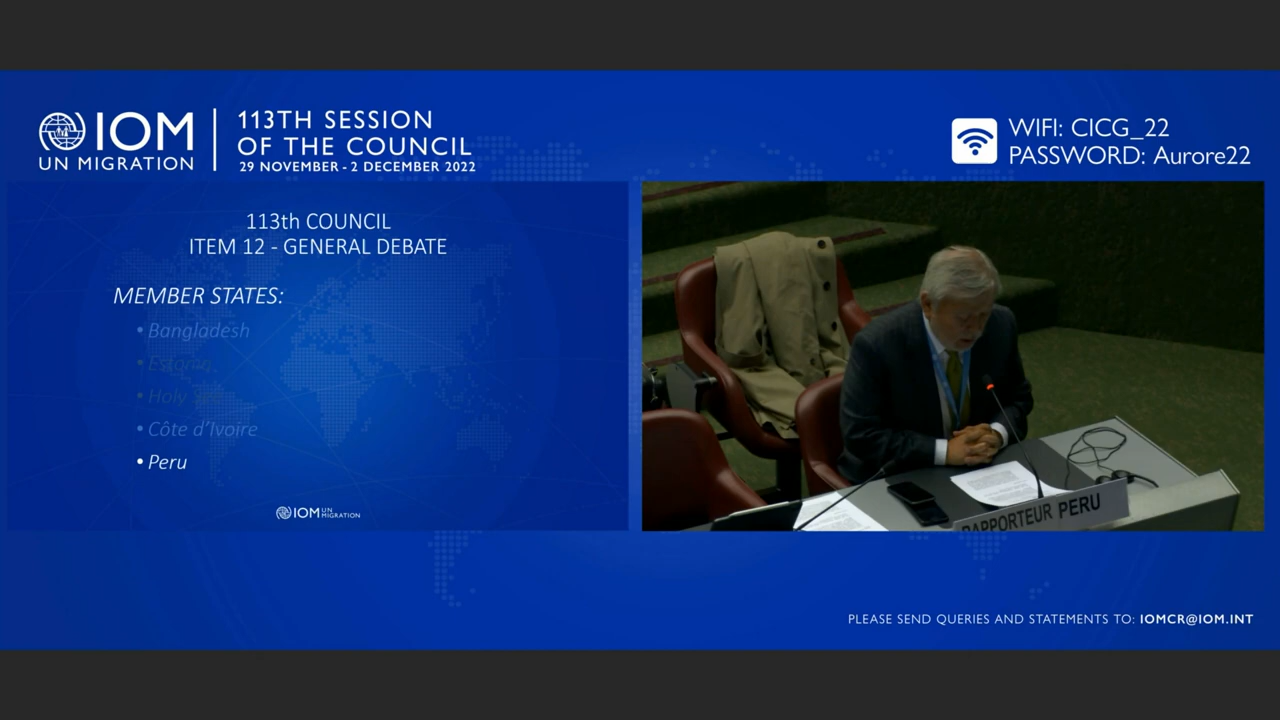 IOM
UN MIGRATION
113TH SESSION
OF THE COUNCIL
29 NOVEMBER - 2 DECEMBER 2022
WIFI: CICG_22
PASSWORD: Aurore22
113th COUNCIL
ITEM 12 - GENERAL DEBATE
MEMBER STATES:
• Bangladesh
• Estonia
• Holy
• Côte d'Ivoire
• Peru
IOM UN
MIGRATION
RAPPORTEUR PERU
PLEASE SEND QUERIES AND STATEMENTS TO: IOMCR@IOM.INT